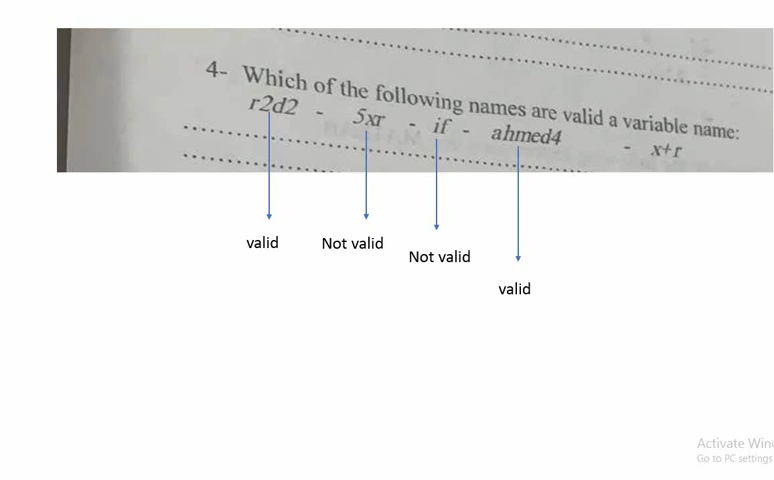 4- Which of the following names are valid a variable name:
r2d2 - 5xr - if - ahmed4 - x+r
valid Not valid
Not valid
valid
Activate Win
Go to PC settings